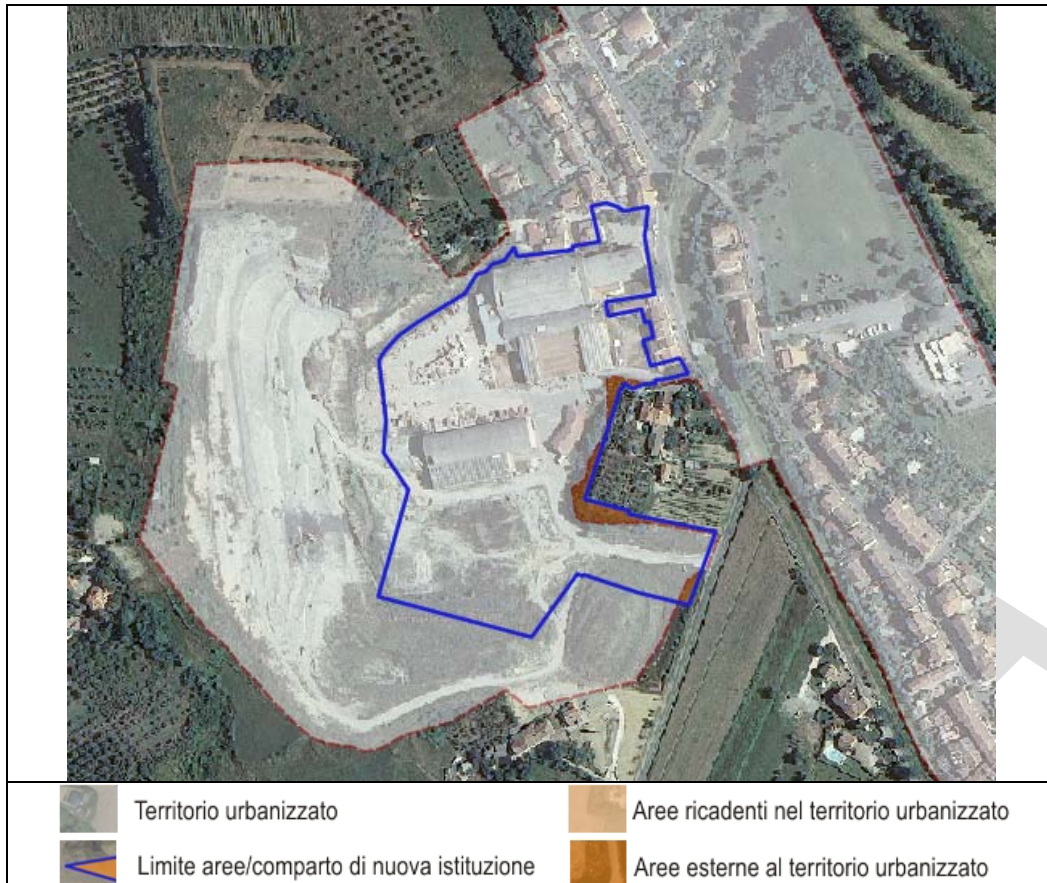 Territorio urbanizzato
Aree ricadenti nel territorio urbanizzato
Limite aree/comparto di nuova istituzione
Aree esterne al territorio urbanizzato